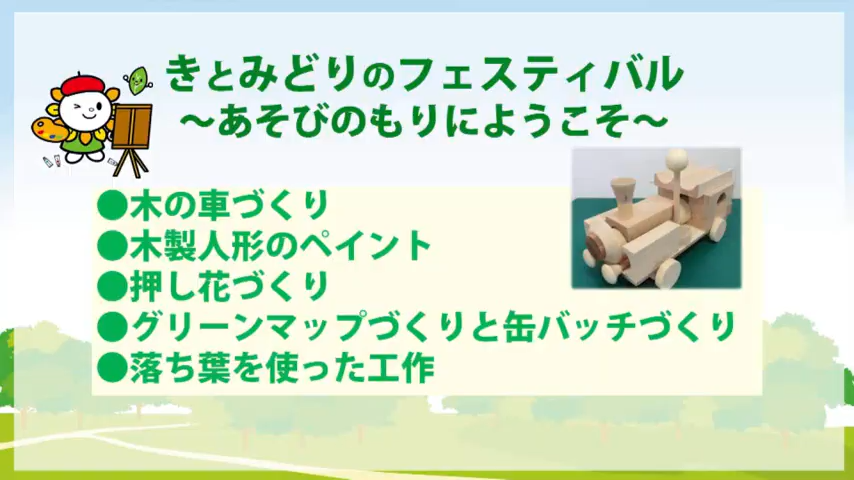 きとみどりのフェスティバル
～あそびのもりにようこそ～
●木の車づくり
●木製人形のペイント
●押し花づくり
●グリーンマップづくりと缶バッチづくり
●落ち葉を使った工作